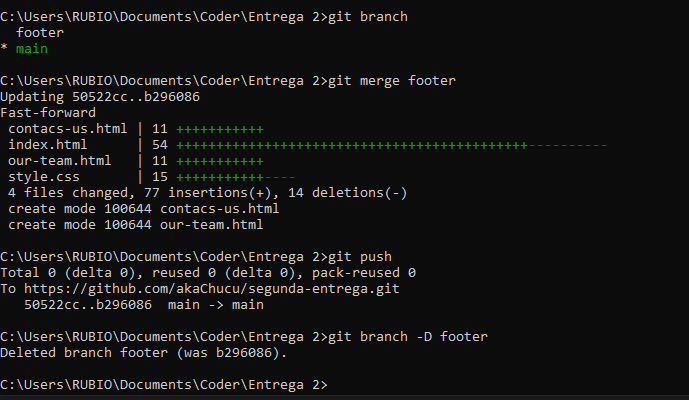 C:\Users\RUBIO\Documents\Coder\Entrega 2>git branch
  footer
* main
C:\Users\RUBIO\Documents\Coder\Entrega 2>git merge footer
Updating 50522cc..b296086
Fast-forward
 contacs-us.html | 11 +++++++++++
 index.html      | 54 ++++++++++++++++++++++++++++++++++++++++++++----------
 our-team.html   | 11 +++++++++++
 style.css       | 15 +++++++++++----
 4 files changed, 77 insertions(+), 14 deletions(-)
 create mode 100644 contacs-us.html
 create mode 100644 our-team.html
C:\Users\RUBIO\Documents\Coder\Entrega 2>git push
Total 0 (delta 0), reused 0 (delta 0), pack-reused 0
To https://github.com/akaChucu/segunda-entrega.git
   50522cc..b296086  main -> main
C:\Users\RUBIO\Documents\Coder\Entrega 2>git branch -D footer
Deleted branch footer (was b296086).
C:\Users\RUBIO\Documents\Coder\Entrega 2>